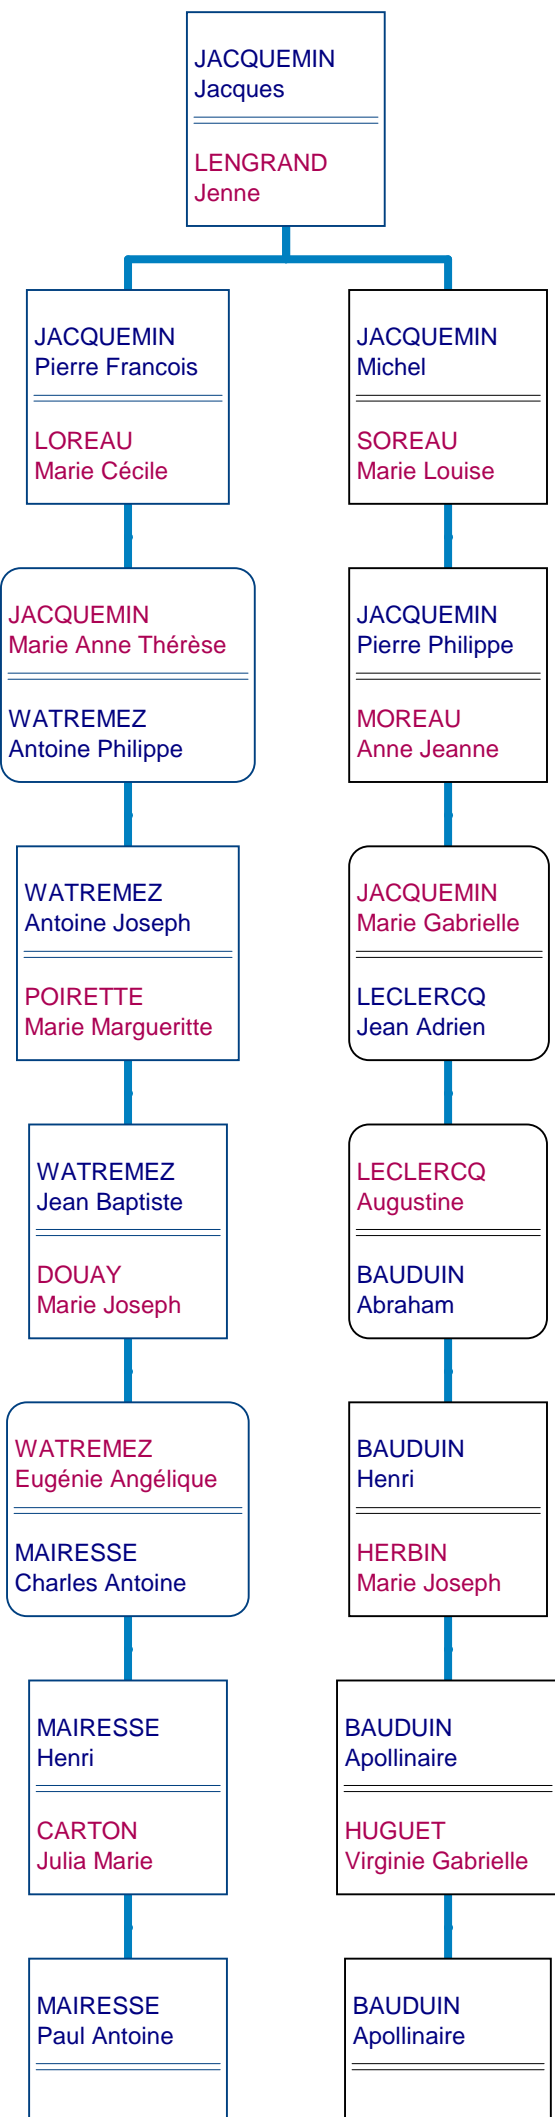 JACQUEMIN
Jacques
LENGRAND
Jenne
JACQUEMIN
Pierre Francois
LOREAU
Marie Cécile
JACQUEMIN
Michel
SOREAU
Marie Louise
JACQUEMIN
Marie Anne Thérèse
WATREMEZ
Antoine Philippe
JACQUEMIN
Pierre Philippe
MOREAU
Anne Jeanne
WATREMEZ
Antoine Joseph
POIRETTE
Marie Margueritte
JACQUEMIN
Marie Gabrielle
LECLERCQ
Jean Adrien
WATREMEZ
Jean Baptiste
DOUAY
Marie Joseph
LECLERCQ
Augustine
BAUDUIN
Abraham
WATREMEZ
Eugénie Angélique
MAIRESSE
Charles Antoine
BAUDUIN
Henri
HERBIN
Marie Joseph
MAIRESSE
Henri
CARTON
Julia Marie
BAUDUIN
Apollinaire
HUGUET
Virginie Gabrielle
MAIRESSE
Paul Antoine
BAUDUIN
Apollinaire